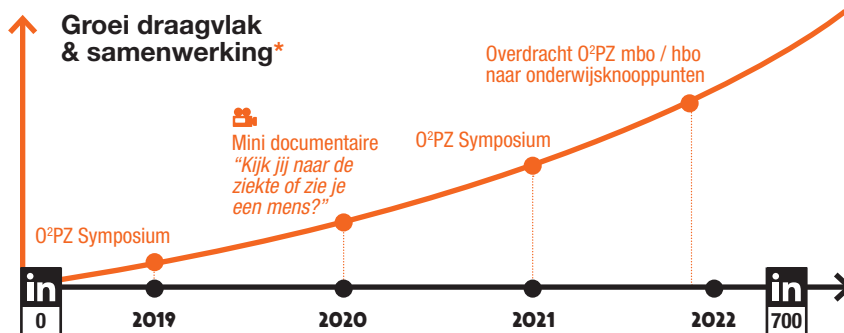 Groei draagvlak
& samenwerking*
Overdracht O²PZ mbo / hbo
naar onderwijsknooppunten
Mini documentaire
“Kijk jij naar de
ziekte of zie je
een mens?”
O²PZ Symposium
O²PZ Symposium
in
0
2019
2020
2021
2022
in
700